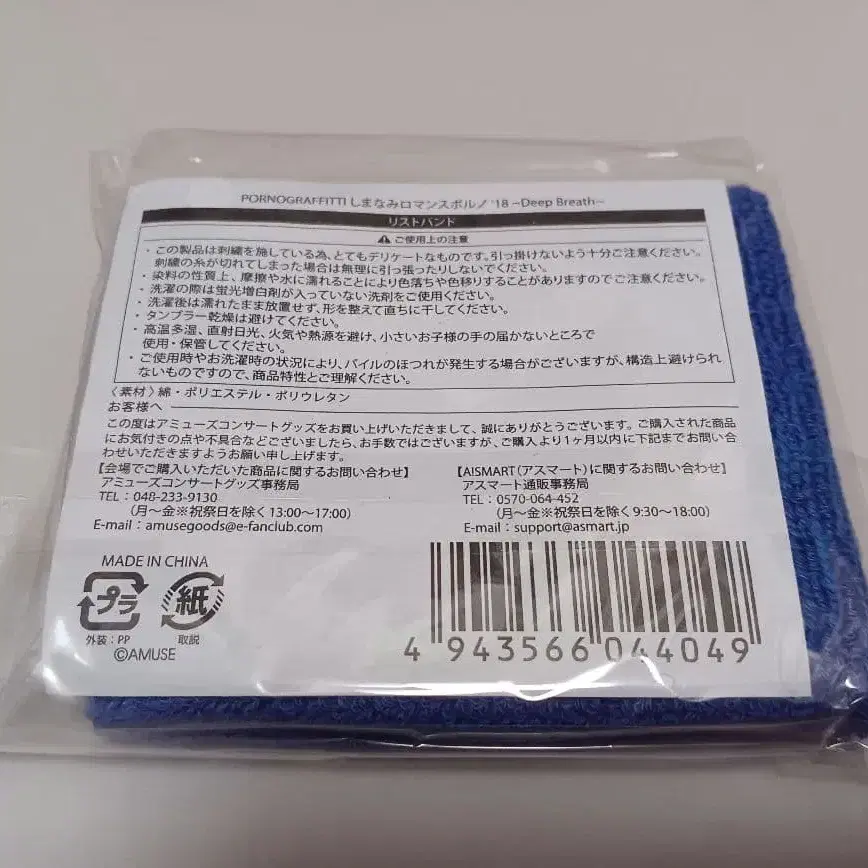 PORNOGRAFFITTI しまなみロマンスポルノ '18 ~Deep Breath~
リストバンド
⚠ ご使用上の注意
・この製品は刺繍を施している為、とてもデリケートなものです。引っ掛けないよう十分ご注意ください。
刺繍の糸が切れてしまった場合は無理に引っ張ったりしないでください。
・染料の性質上、摩擦や水に濡れることにより色落ちや色移りすることがありますのでご注意ください。
・洗濯の際は蛍光増白剤が入っていない洗剤をご使用ください。
・洗濯後は濡れたまま放置せず、形を整えて直ちに干してください。
・タンブラー乾燥は避けてください。
・高温多湿、直射日光、火気や熱源を避け、小さいお子様の手の届かないところで
使用・保管してください。
・ご使用時やお洗濯時の状況により、パイルのほつれが発生する場合がございますが、構造上避けられ
ないものですので、商品特性とご理解ください。
〈素材〉綿・ポリエステル・ポリウレタン
お客様へ
この度はアミューズコンサートグッズをお買い上げいただきまして、誠にありがとうございます。ご購入された商品
にお気付きの点や不具合などございましたら、お手数ではございますが、ご購入より1ヶ月以内に下記までお問い合
わせいただきますようお願い申し上げます。
【会場でご購入いただいた商品に関するお問い合わせ】
アミューズコンサートグッズ事務局
TEL：048-233-9130
（月〜金※祝祭日を除く13:00〜17:00）
E-mail：amusegoods@e-fanclub.com
【A!SMART（アスマート）に関するお問い合わせ】
アスマート通販事務局
TEL：0570-064-452
（月〜金※祝祭日を除く9:30〜18:00）
E-mail：support@asmart.jp
MADE IN CHINA
プラ
紙
外装：PP
取説
©AMUSE
4 943566 044049